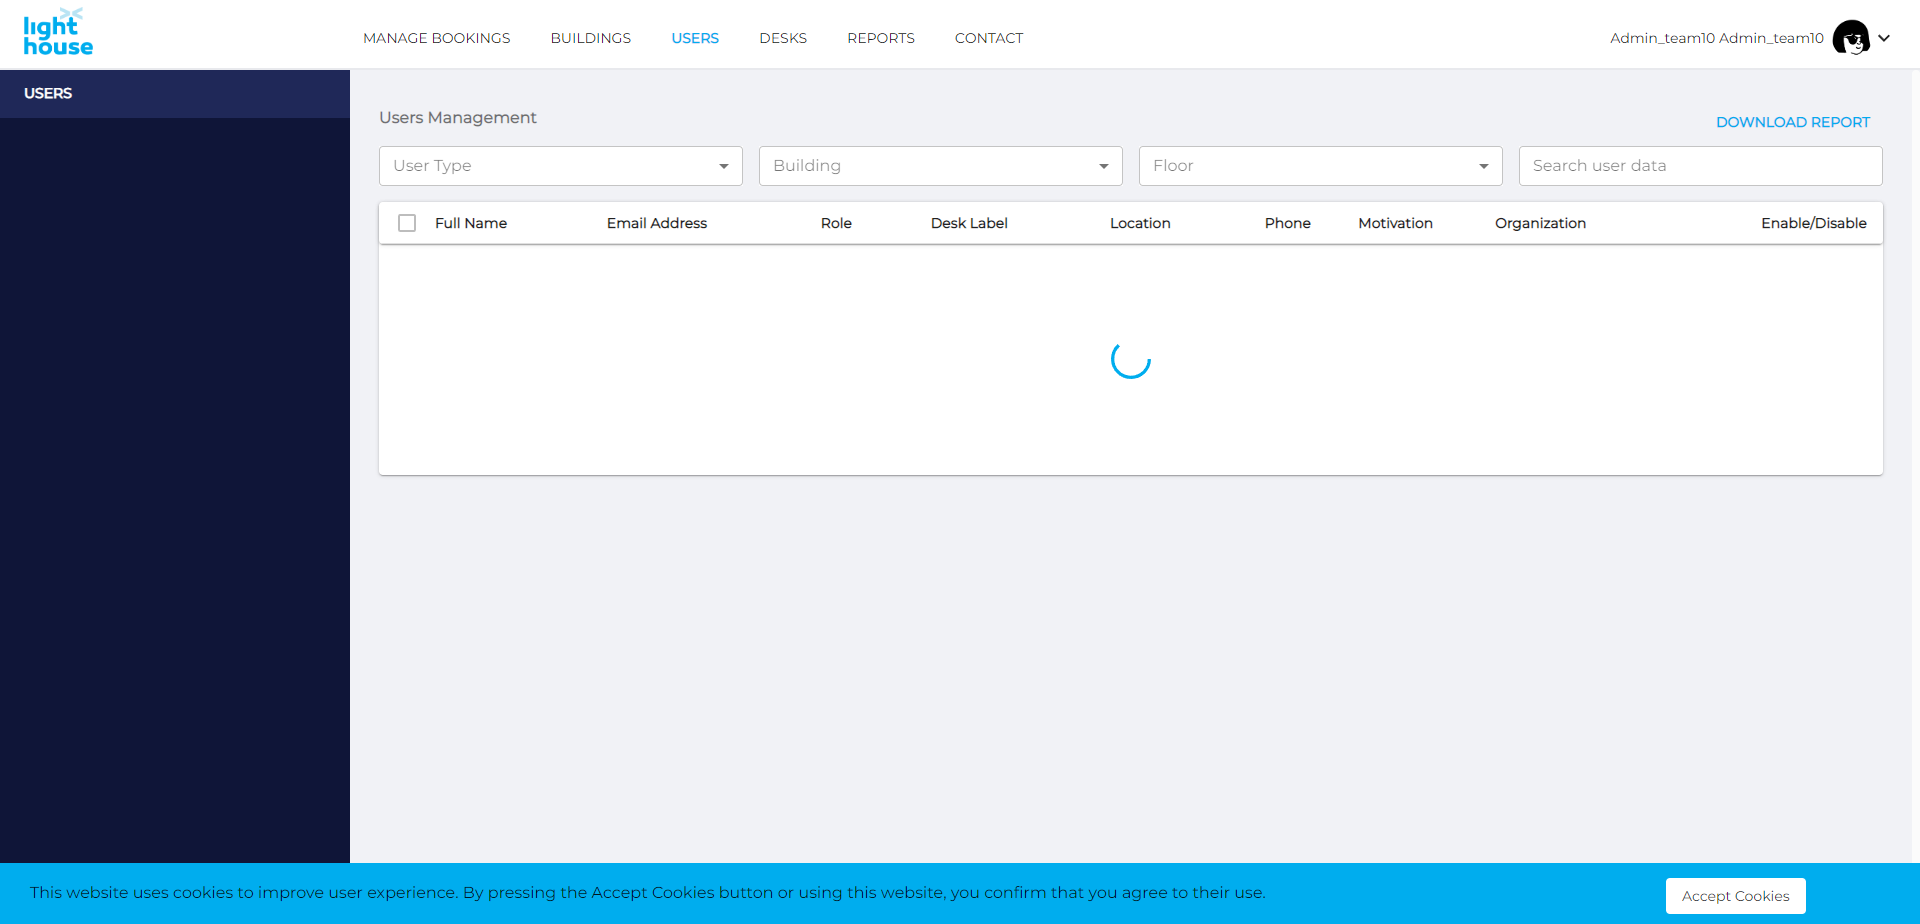 light
house
MANAGE BOOKINGS BUILDINGS USERS DESKS REPORTS CONTACT
Admin_team10 Admin_team10
USERS
Users Management
DOWNLOAD REPORT
User Type
Building
Floor
Search user data
Full Name Email Address Role Desk Label Location Phone Motivation Organization Enable/Disable
This website uses cookies to improve user experience. By pressing the Accept Cookies button or using this website, you confirm that you agree to their use.
Accept Cookies